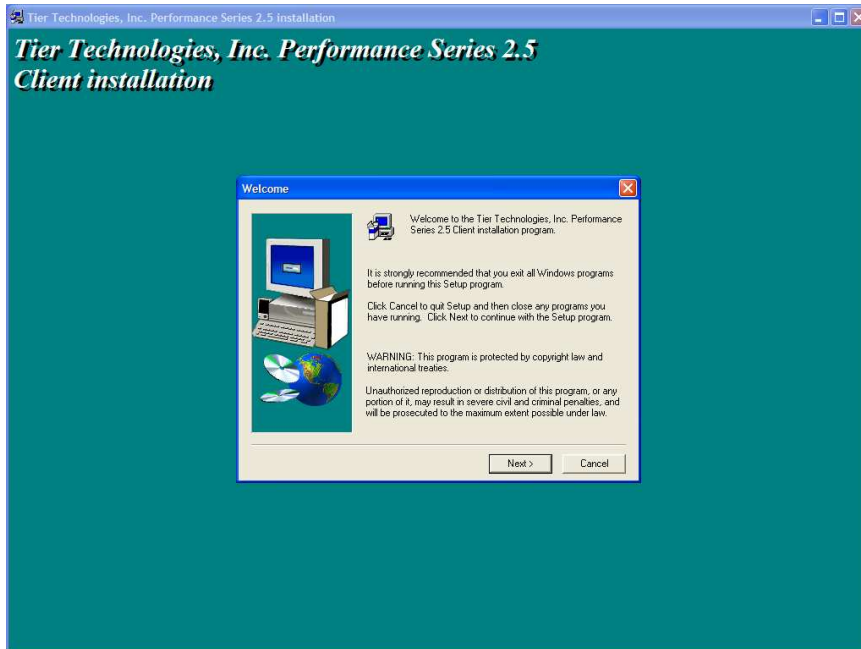 Tier Technologies, Inc. Performance Series 2.5 installation
Tier Technologies, Inc. Performance Series 2.5
Client installation
Welcome
Welcome to the Tier Technologies, Inc. Performance
Series 2.5 Client installation program.
It is strongly recommended that you exit all Windows programs
before running this Setup program.
Click Cancel to quit Setup and then close any programs you
have running. Click Next to continue with the Setup program.
WARNING: This program is protected by copyright law and
international treaties.
Unauthorized reproduction or distribution of this program, or any
portion of it, may result in severe civil and criminal penalties, and
will be prosecuted to the maximum extent possible under law.
Next >
Cancel